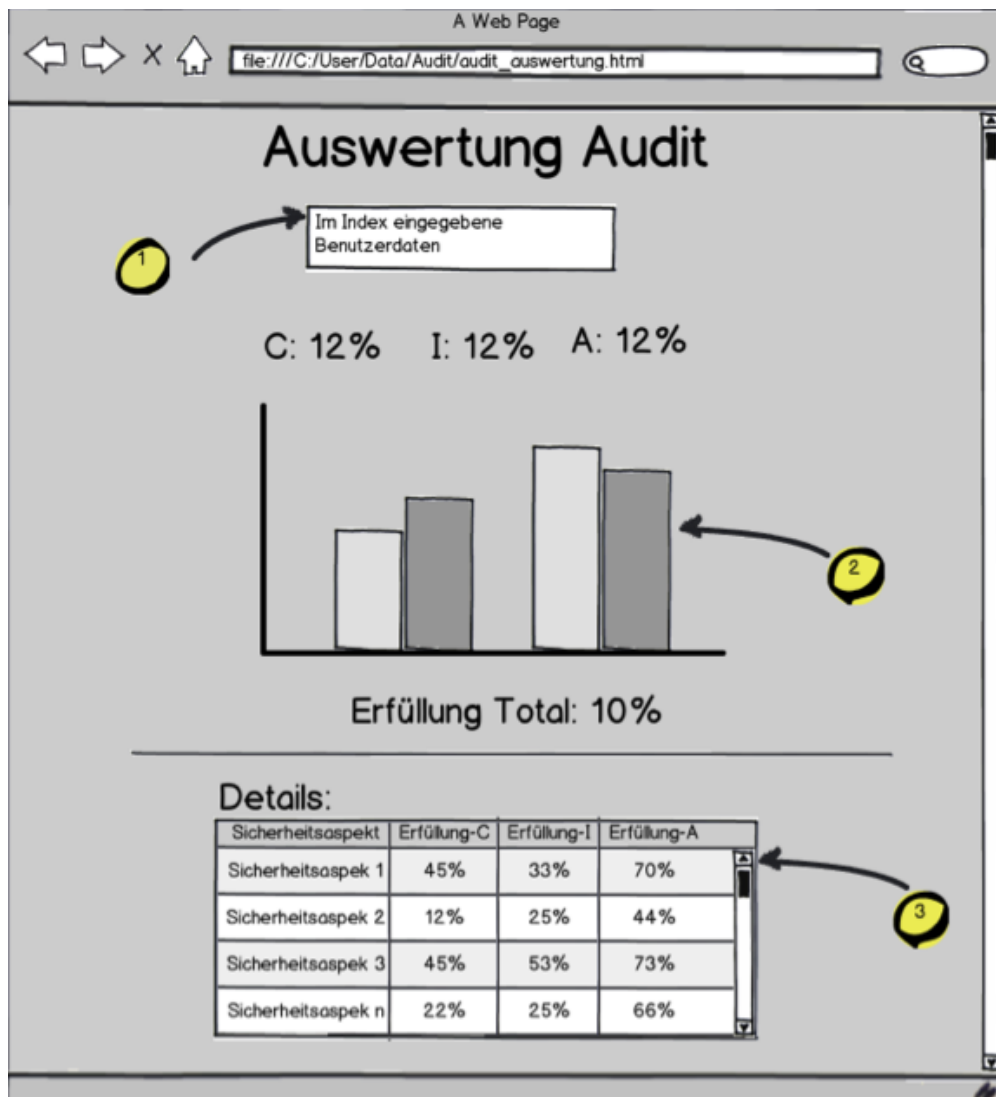 A Web Page
file:///C:/User/Data/Audit/audit_auswertung.html
Auswertung Audit
Im Index eingegebene
Benutzerdaten
1
C: 12% I: 12% A: 12%
2
Erfüllung Total: 10%
Details:
Sicherheitsaspekt Erfüllung-C Erfüllung-I Erfüllung-A
Sicherheitsaspek 1 45% 33% 70%
Sicherheitsaspek 2 12% 25% 44%
3
Sicherheitsaspek 3 45% 53% 73%
Sicherheitsaspek n 22% 25% 66%